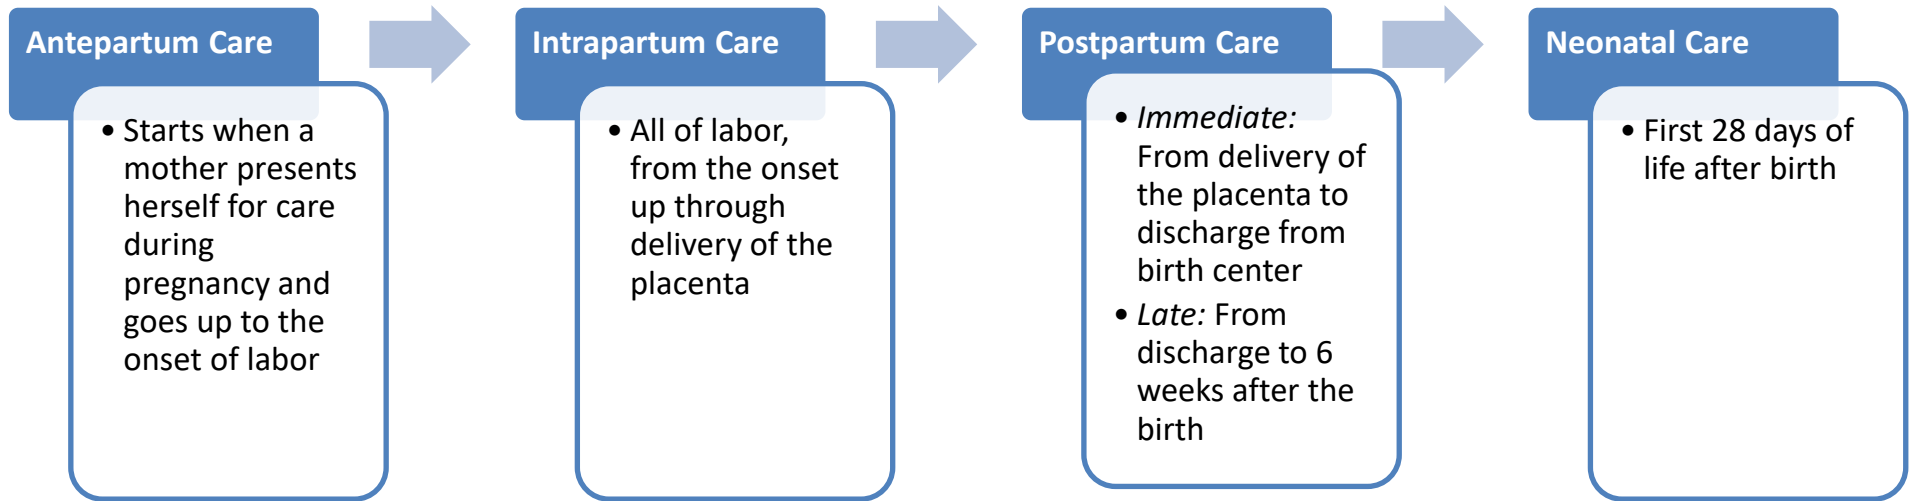 Antepartum Care
• Starts when a
mother presents
herself for care
during
pregnancy and
goes up to the
onset of labor
Intrapartum Care
• All of labor,
from the onset
up through
delivery of the
placenta
Postpartum Care
• Immediate:
From delivery of
the placenta to
discharge from
birth center
• Late: From
discharge to 6
weeks after the
birth
Neonatal Care
• First 28 days of
life after birth